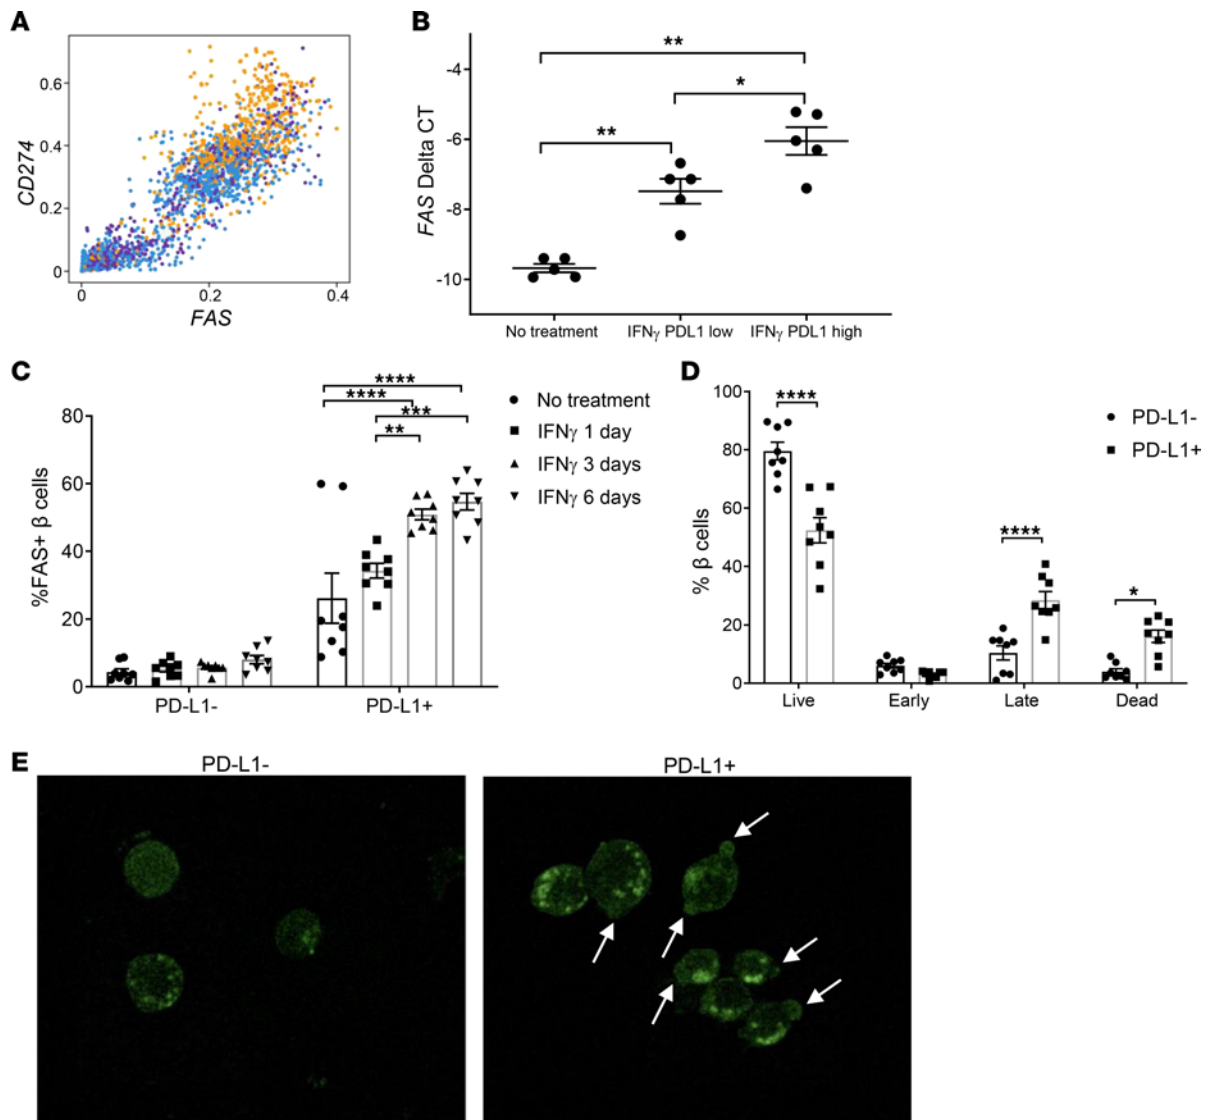 A
CD274
0.6
0.4
0.2
0
0
0.2
0.4
FAS
B
FAS Delta CT
-4
-6
-8
-10
**
*
**
No treatment
IFNγ PDL1 low
IFNγ PDL1 high
C
%FAS+ β cells
80
60
40
20
0
****
****
***
**
PD-L1-
PD-L1+
No treatment
IFNγ 1 day
IFNγ 3 days
IFNγ 6 days
D
% β cells
100
80
60
40
20
0
****
****
*
Live
Early
Late
Dead
PD-L1-
PD-L1+
E
PD-L1-
PD-L1+